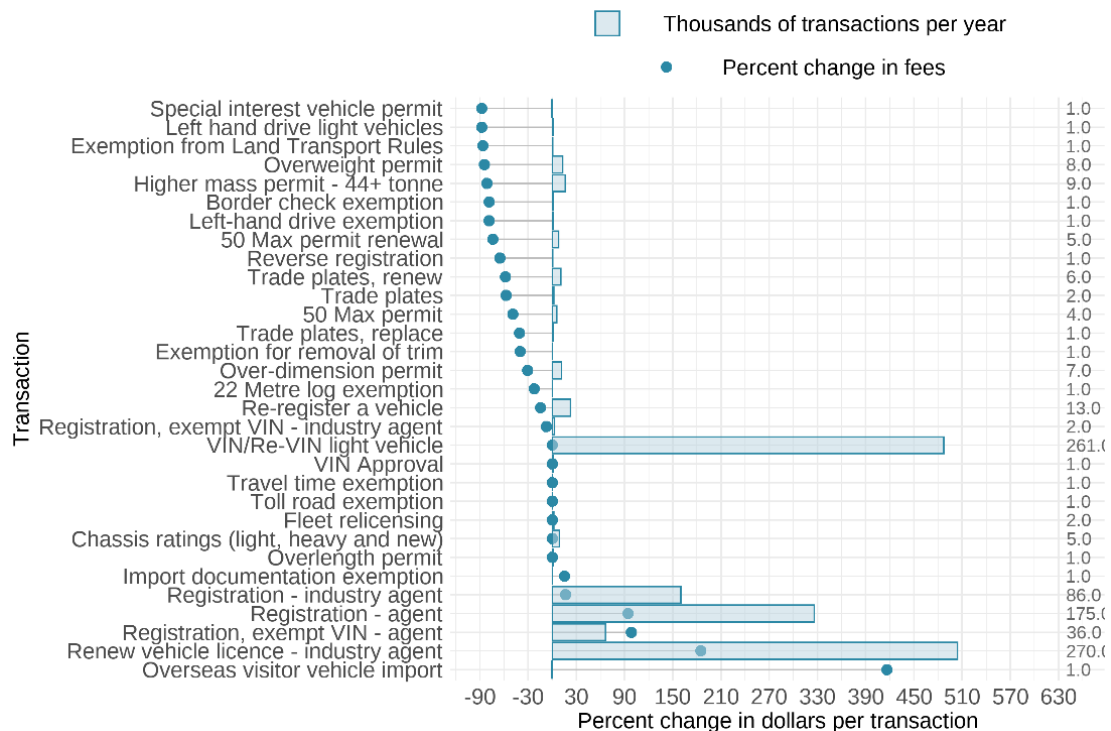 Thousands of transactions per year
Percent change in fees
Special interest vehicle permit 1.0
Left hand drive light vehicles 1.0
Exemption from Land Transport Rules 1.0
Overweight permit 8.0
Higher mass permit - 44+ tonne 9.0
Border check exemption 1.0
Left-hand drive exemption 1.0
50 Max permit renewal 5.0
Reverse registration 1.0
Trade plates, renew 6.0
Trade plates 2.0
50 Max permit 4.0
Trade plates, replace 1.0
Exemption for removal of trim 1.0
Over-dimension permit 7.0
22 Metre log exemption 1.0
Re-register a vehicle 13.0
Registration, exempt VIN - industry agent 2.0
VIN/Re-VIN light vehicle 261.0
VIN Approval 1.0
Travel time exemption 1.0
Toll road exemption 1.0
Fleet relicensing 2.0
Chassis ratings (light, heavy and new) 5.0
Overlength permit 1.0
Import documentation exemption 1.0
Registration - industry agent 86.0
Registration - agent 175.0
Registration, exempt VIN - agent 36.0
Renew vehicle licence - industry agent 270.0
Overseas visitor vehicle import 1.0
Transaction
-90 -30 30 90 150 210 270 330 390 450 510 570 630
Percent change in dollars per transaction